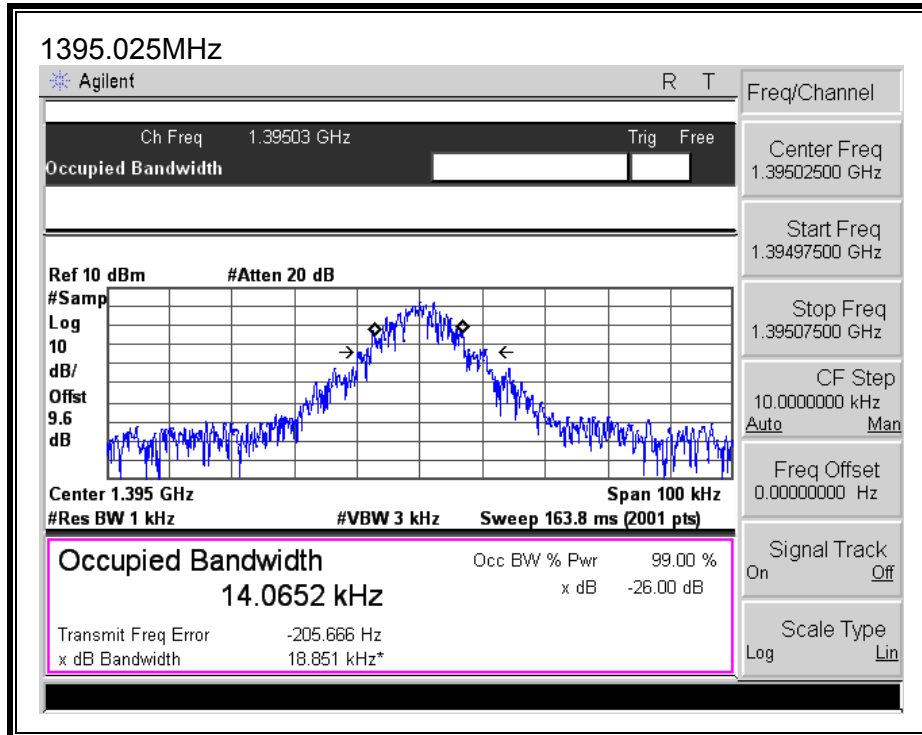 1395.025MHz
Agilent R T
Freq/Channel
Ch Freq 1.39503 GHz Trig Free
Occupied Bandwidth
Center Freq
1.39502500 GHz
Start Freq
1.39497500 GHz
Stop Freq
1.39507500 GHz
CF Step
10.0000000 kHz
Auto Man
Freq Offset
0.00000000 Hz
Signal Track
On Off
Scale Type
Log Lin
Ref 10 dBm #Atten 20 dB
#Samp
Log
10
dB/
Offst
9.6
dB
Center 1.395 GHz Span 100 kHz
#Res BW 1 kHz #VBW 3 kHz Sweep 163.8 ms (2001 pts)
Occupied Bandwidth Occ BW % Pwr 99.00 %
14.0652 kHz x dB -26.00 dB
Transmit Freq Error -205.666 Hz
x dB Bandwidth 18.851 kHz*